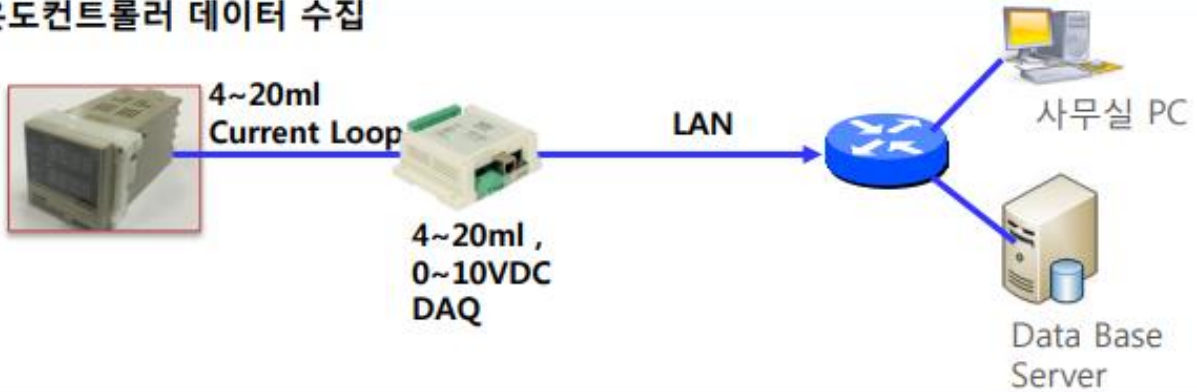 온도컨트롤러 데이터 수집
4~20ml
Current Loop
LAN
사무실 PC
4~20ml ,
0~10VDC
DAQ
Data Base
Server